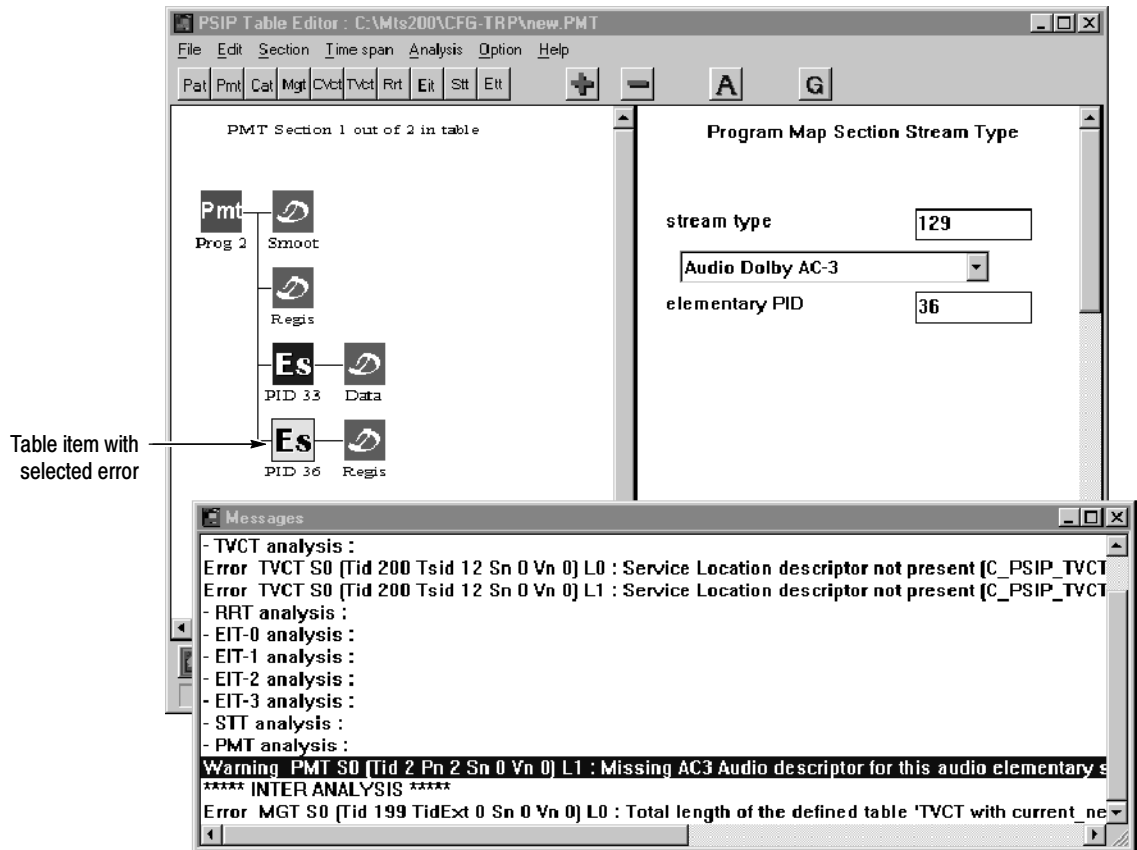 PSIP Table Editor : C:\Mts200\CFG-TRP\new.PMT
File Edit Section Time span Analysis Option Help
Pat Pmt Cat Mgt CVct TVct Rrt Eit Stt Ett A G
PMT Section 1 out of 2 in table
Pmt
Prog 2
Smoot
Regis
Es
PID 33
Data
Es
PID 36
Regis
Table item with
selected error
Program Map Section Stream Type
stream type 129
Audio Dolby AC-3
elementary PID 36
Messages
- TVCT analysis :
Error TVCT S0 (Tid 200 Tsid 12 Sn 0 Vn 0) L0 : Service Location descriptor not present (C_PSIP_TVCT
Error TVCT S0 (Tid 200 Tsid 12 Sn 0 Vn 0) L1 : Service Location descriptor not present (C_PSIP_TVCT
- RRT analysis :
- EIT-0 analysis :
- EIT-1 analysis :
- EIT-2 analysis :
- EIT-3 analysis :
- STT analysis :
- PMT analysis :
Warning PMT S0 (Tid 2 Pn 2 Sn 0 Vn 0) L1 : Missing AC3 Audio descriptor for this audio elementary s
***** INTER ANALYSIS *****
Error MGT S0 (Tid 199 TidExt 0 Sn 0 Vn 0) L0 : Total length of the defined table 'TVCT with current_ne